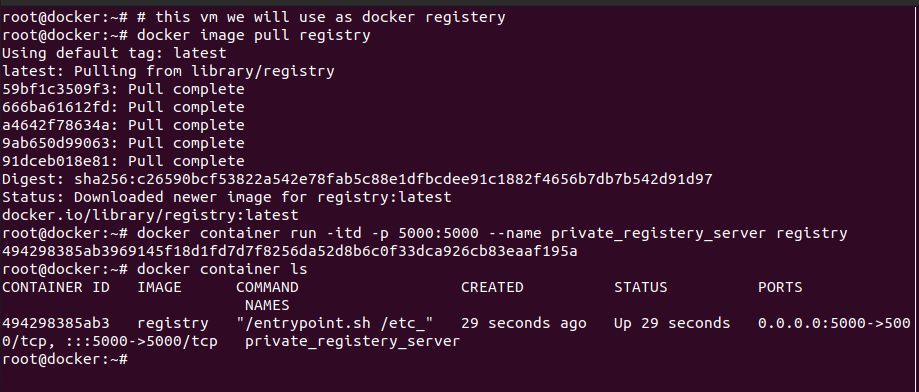 root@docker:~# # this vm we will use as docker registery
root@docker:~# docker image pull registry
Using default tag: latest
latest: Pulling from library/registry
59bf1c3509f3: Pull complete
666ba61612fd: Pull complete
a4642f78634a: Pull complete
9ab650d99063: Pull complete
91dceb018e81: Pull complete
Digest: sha256:c26590bcf53822a542e78fab5c88e1dfbcdee91c1882f4656b7db7b542d91d97
Status: Downloaded newer image for registry:latest
docker.io/library/registry:latest
root@docker:~# docker container run -itd -p 5000:5000 --name private_registery_server registry
494298385ab3969145f18d1fd7d7f8256da52d8b6c0f33dca926cb83eaaf195a
root@docker:~# docker container ls
CONTAINER ID   IMAGE      COMMAND                  CREATED          STATUS          PORTS
                          NAMES
494298385ab3   registry   "/entrypoint.sh /etc_"   29 seconds ago   Up 29 seconds   0.0.0.0:5000->500
0/tcp, :::5000->5000/tcp   private_registery_server
root@docker:~#